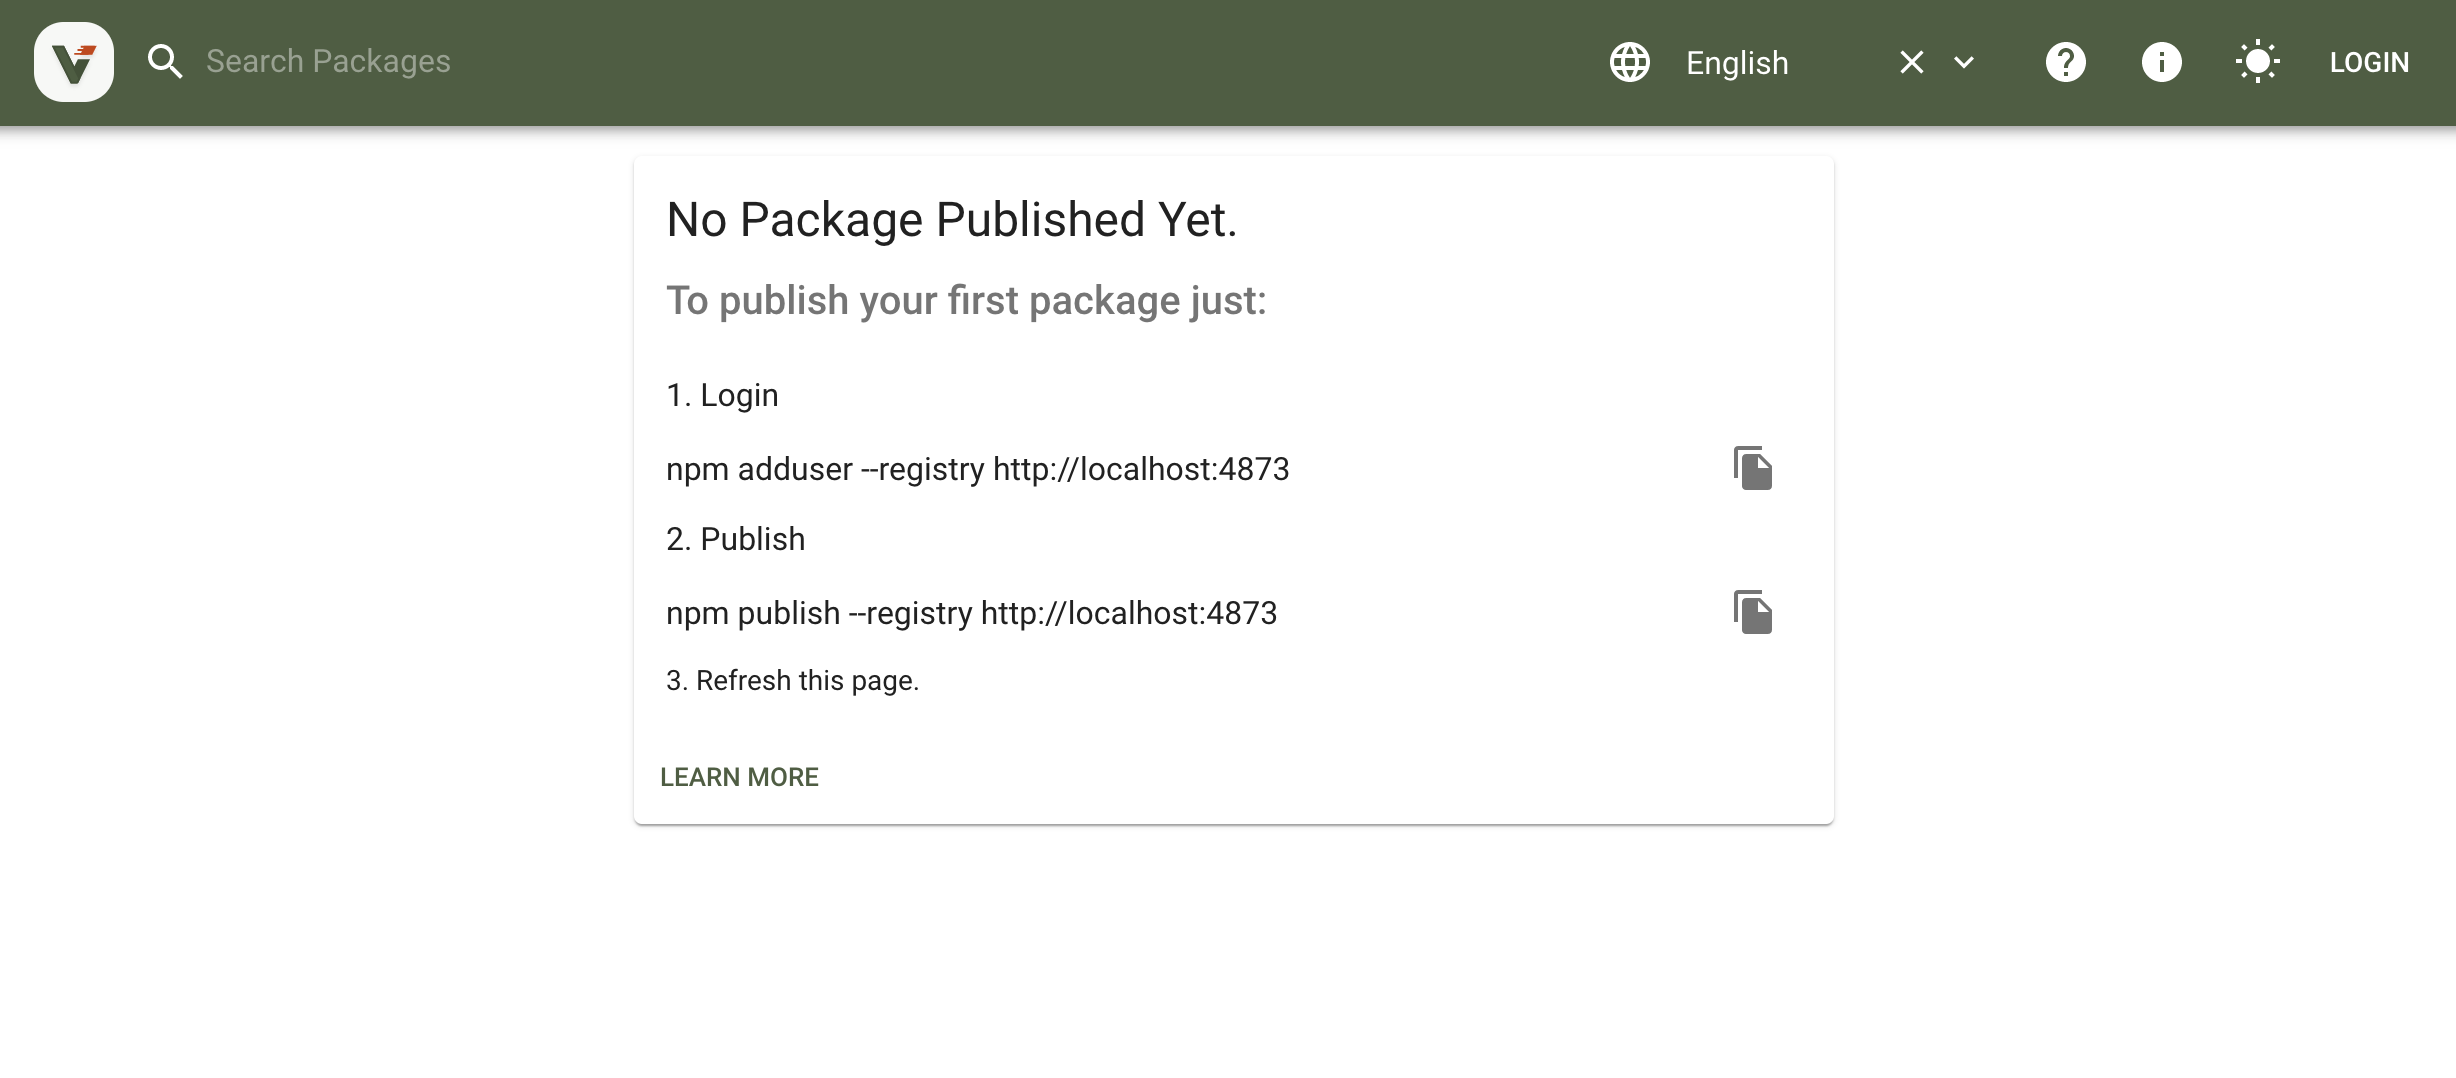 Search Packages
English
LOGIN
No Package Published Yet.
To publish your first package just:
1. Login
npm adduser --registry http://localhost:4873
2. Publish
npm publish --registry http://localhost:4873
3. Refresh this page.
LEARN MORE